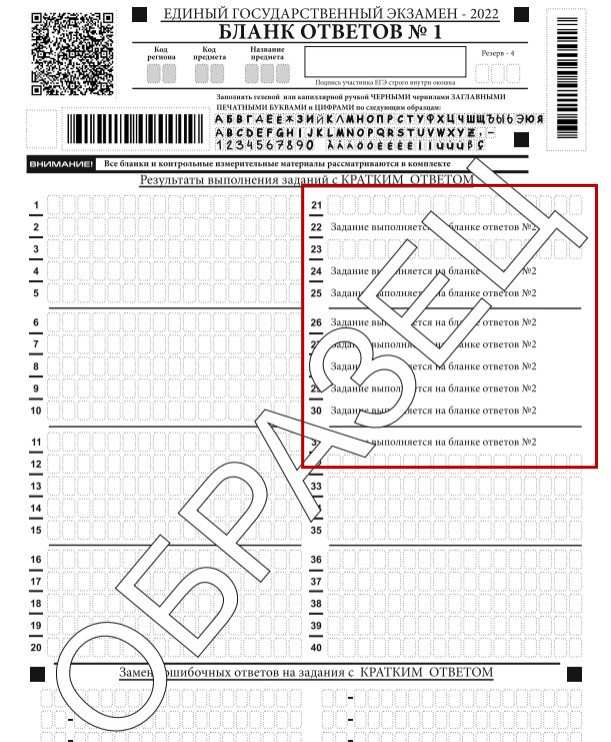 ЕДИНЫЙ ГОСУДАРСТВЕННЫЙ ЭКЗАМЕН - 2022
БЛАНК ОТВЕТОВ № 1
Код региона
Код предмета
Название предмета
Резерв - 4
Подпись участника ЕГЭ строго внутри окошка
Заполнять гелевой или капиллярной ручкой ЧЕРНЫМИ чернилами ЗАГЛАВНЫМИ
ПЕЧАТНЫМИ БУКВАМИ и ЦИФРАМИ по следующим образцам:
АБВГДЕЁЖЗИЙКЛМНОПРСТУФХЦЧШЩЪЫЬЭЮЯ
ABCDEFGHIJKLMNOPQRSTUVWXYZ,-
1234567890
ВНИМАНИЕ! Все бланки и контрольные измерительные материалы рассматриваются в комплекте
Результаты выполнения заданий с КРАТКИМ ОТВЕТОМ
1
2
3
4
5
6
7
8
9
10
11
12
13
14
15
16
17
18
19
20
21
22 Задание выполняется на бланке ответов №2
23
24 Задание выполняется на бланке ответов №2
25 Задание выполняется на бланке ответов №2
26 Задание выполняется на бланке ответов №2
Задание выполняется на бланке ответов №2
28 Задание выполняется на бланке ответов №2
29 Задание выполняется на бланке ответов №2
30 Задание выполняется на бланке ответов №2
выполняется на бланке ответов №2
33
34
35
36
37
38
39
40
ОБРАЗЕЦ
Замена ошибочных ответов на задания с КРАТКИМ ОТВЕТОМ